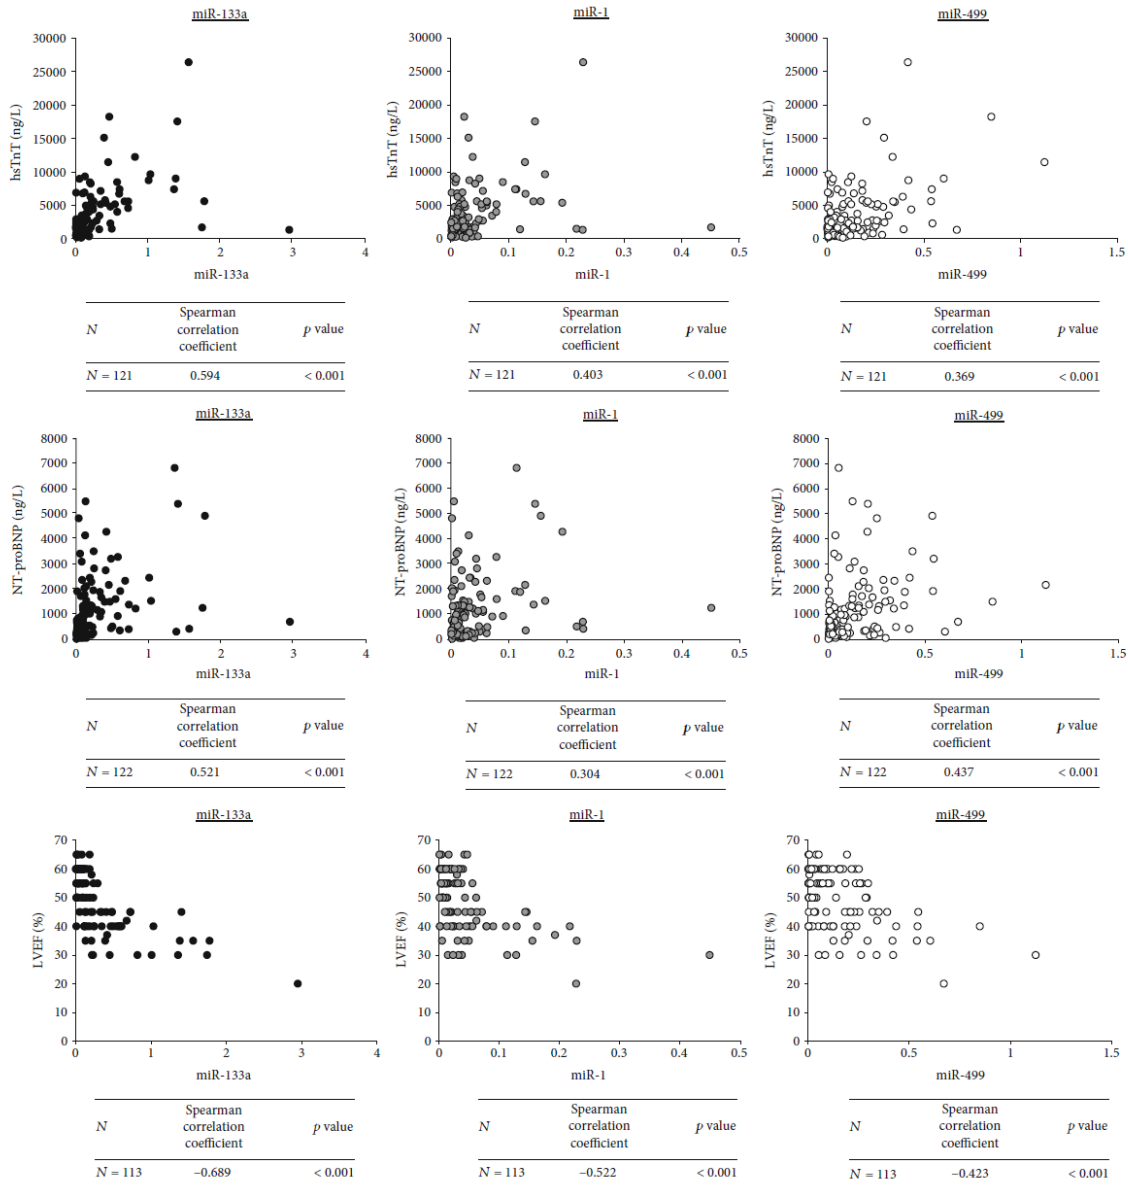 miR-133a
30000
25000
20000
15000
10000
5000
0
hsTnT (ng/L)
0 1 2 3 4
miR-133a
N Spearman correlation coefficient p value
N = 121 0.594 < 0.001
miR-1
30000
25000
20000
15000
10000
5000
0
hsTnT (ng/L)
0 0.1 0.2 0.3 0.4 0.5
miR-1
N Spearman correlation coefficient p value
N = 121 0.403 < 0.001
miR-499
30000
25000
20000
15000
10000
5000
0
hsTnT (ng/L)
0 0.5 1 1.5
miR-499
N Spearman correlation coefficient p value
N = 121 0.369 < 0.001
miR-133a
8000
7000
6000
5000
4000
3000
2000
1000
0
NT-proBNP (ng/L)
0 1 2 3 4
miR-133a
N Spearman correlation coefficient p value
N = 122 0.521 < 0.001
miR-1
8000
7000
6000
5000
4000
3000
2000
1000
0
NT-proBNP (ng/L)
0 0.1 0.2 0.3 0.4 0.5
miR-1
N Spearman correlation coefficient p value
N = 122 0.304 < 0.001
miR-499
8000
7000
6000
5000
4000
3000
2000
1000
0
NT-proBNP (ng/L)
0 0.5 1 1.5
miR-499
N Spearman correlation coefficient p value
N = 122 0.437 < 0.001
miR-133a
70
60
50
40
30
20
10
0
LVEF (%)
0 1 2 3 4
miR-133a
N Spearman correlation coefficient p value
N = 113 –0.689 < 0.001
miR-1
70
60
50
40
30
20
10
0
LVEF (%)
0 0.1 0.2 0.3 0.4 0.5
miR-1
N Spearman correlation coefficient p value
N = 113 –0.522 < 0.001
miR-499
70
60
50
40
30
20
10
0
LVEF (%)
0 0.5 1 1.5
miR-499
N Spearman correlation coefficient p value
N = 113 –0.423 < 0.001